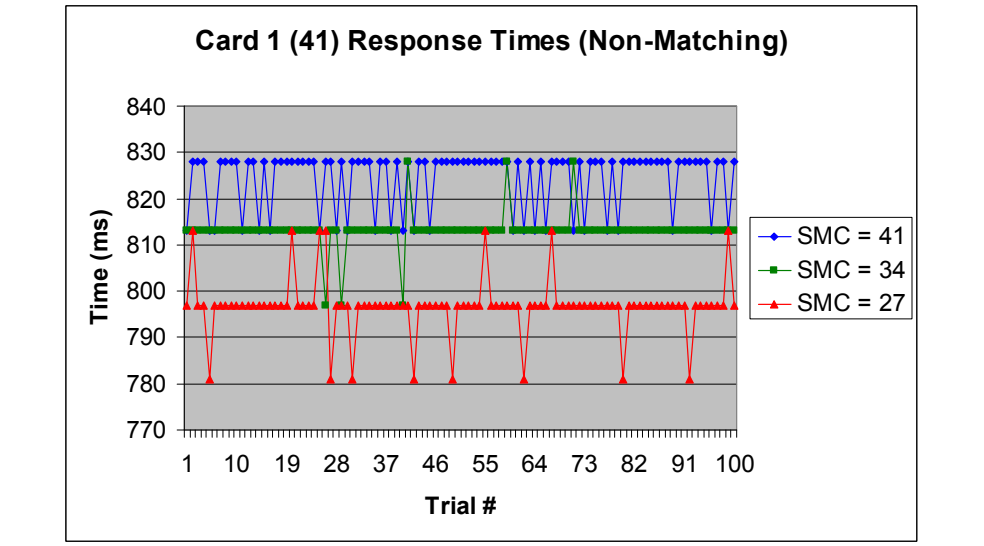 Card 1 (41) Response Times (Non-Matching)
840
830
820
810
800
790
780
770
Time (ms)
1 10 19 28 37 46 55 64 73 82 91 100
Trial #
SMC = 41
SMC = 34
SMC = 27